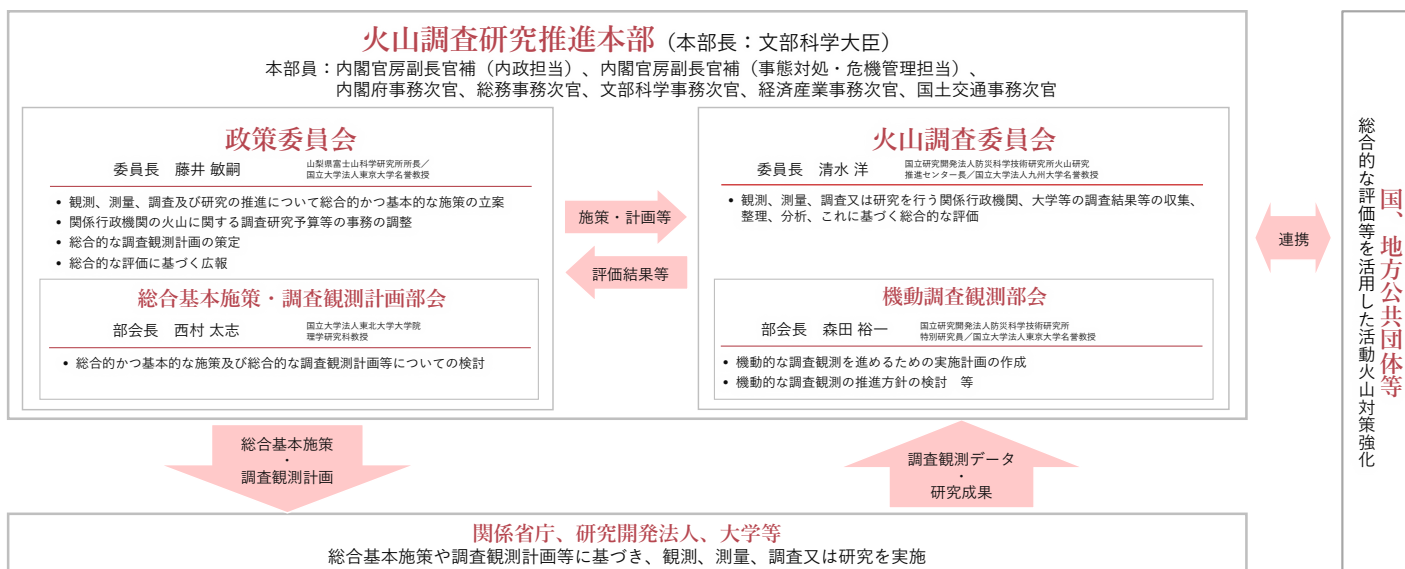 火山調査研究推進本部（本部長：文部科学大臣）
本部員：内閣官房副長官補（内政担当）、内閣官房副長官補（事態対処・危機管理担当）、
内閣府事務次官、総務事務次官、文部科学事務次官、経済産業事務次官、国土交通事務次官
政策委員会
委員長　藤井 敏嗣
山梨県富士山科学研究所所長／
国立大学法人東京大学名誉教授
• 観測、測量、調査及び研究の推進について総合的かつ基本的な施策の立案
• 関係行政機関の火山に関する調査研究予算等の事務の調整
• 総合的な調査観測計画の策定
• 総合的な評価に基づく広報
総合基本施策・調査観測計画部会
部会長　西村 太志
国立大学法人東北大学大学院
理学研究科教授
• 総合的かつ基本的な施策及び総合的な調査観測計画等についての検討
施策・計画等
評価結果等
火山調査委員会
委員長　清水 洋
国立研究開発法人防災科学技術研究所火山研究
推進センター長／国立大学法人九州大学名誉教授
• 観測、測量、調査又は研究を行う関係行政機関、大学等の調査結果等の収集、
整理、分析、これに基づく総合的な評価
機動調査観測部会
部会長　森田 裕一
国立研究開発法人防災科学技術研究所
特別研究員／国立大学法人東京大学名誉教授
• 機動的な調査観測を進めるための実施計画の作成
• 機動的な調査観測の推進方針の検討　等
連携
国、地方公共団体等
総合的な評価等を活用した活動火山対策強化
総合基本施策
・
調査観測計画
調査観測データ
・
研究成果
関係省庁、研究開発法人、大学等
総合基本施策や調査観測計画等に基づき、観測、測量、調査又は研究を実施